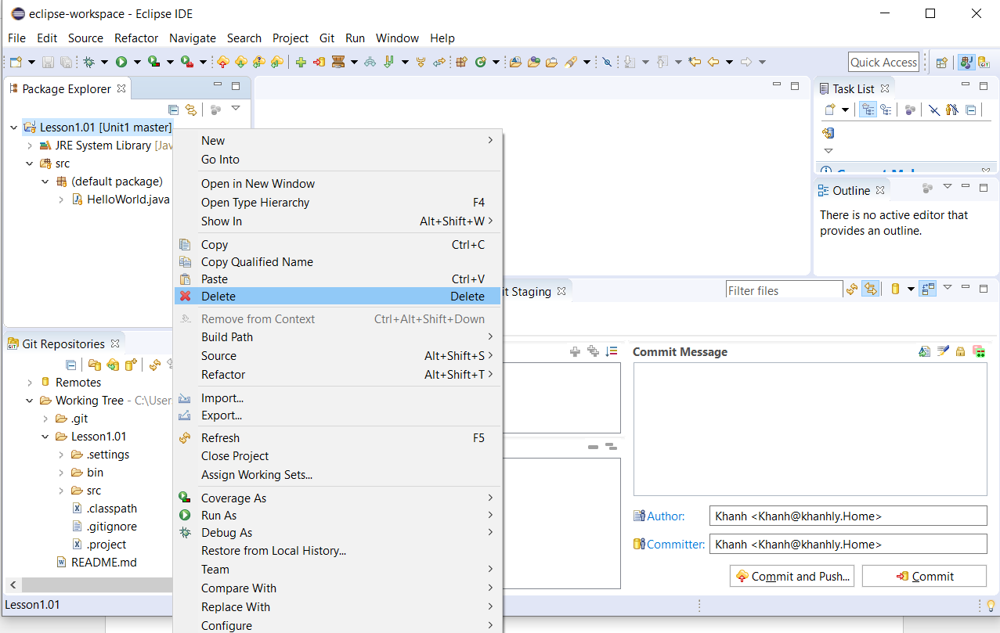 eclipse-workspace - Eclipse IDE
File Edit Source Refactor Navigate Search Project Git Run Window Help
Quick Access
Package Explorer
Lesson1.01 [Unit1 master]
JRE System Library [Jav
src
(default package)
HelloWorld.java
Git Repositories
Remotes
Working Tree - C:\User
.git
Lesson1.01
.settings
bin
src
.classpath
.gitignore
.project
README.md
Lesson1.01
New
Go Into
Open in New Window
Open Type Hierarchy F4
Show In Alt+Shift+W
Copy Ctrl+C
Copy Qualified Name
Paste Ctrl+V
Delete Delete
Remove from Context Ctrl+Alt+Shift+Down
Build Path
Source Alt+Shift+S
Refactor Alt+Shift+T
Import...
Export...
Refresh F5
Close Project
Assign Working Sets...
Coverage As
Run As
Debug As
Restore from Local History...
Team
Compare With
Replace With
Configure
Task List
Outline
There is no active editor that
provides an outline.
it Staging
Filter files
Commit Message
Author: Khanh <Khanh@khanhly.Home>
Committer: Khanh <Khanh@khanhly.Home>
Commit and Push...
Commit